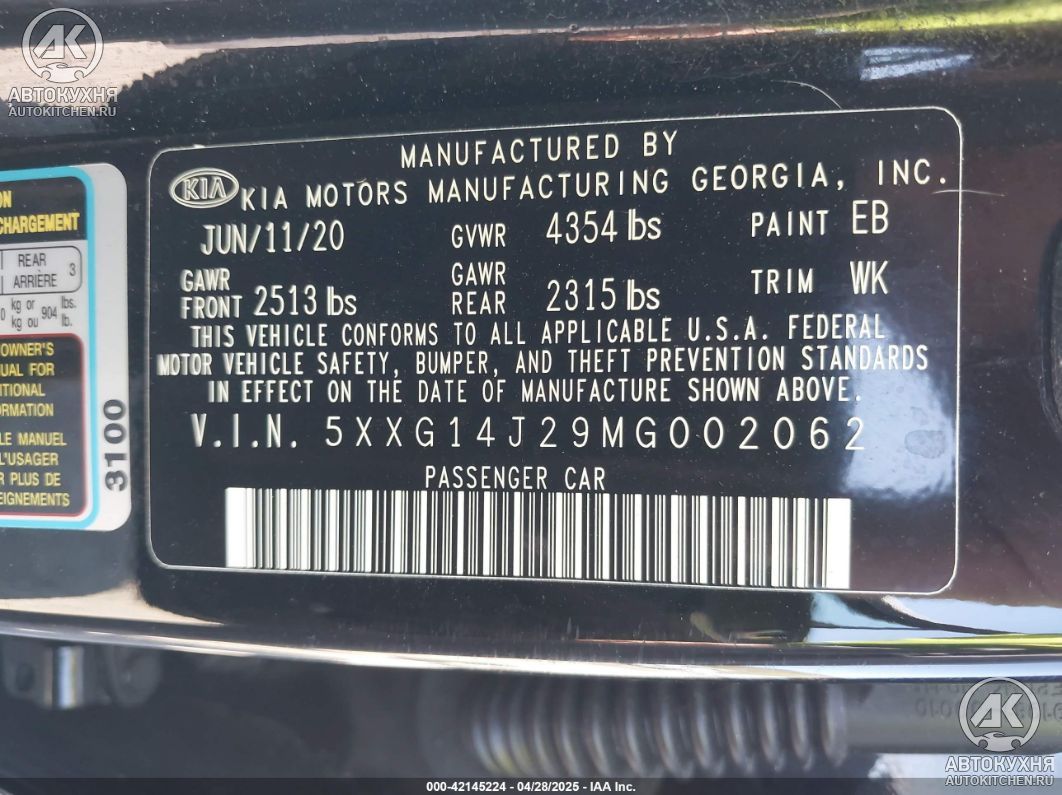 АК
АВТОКУХНЯ
AUTOKITCHEN.RU
MANUFACTURED BY
KIA KIA MOTORS MANUFACTURING GEORGIA, INC.
JUN/11/20 GVWR 4354 lbs PAINT EB
GAWR FRONT 2513 lbs GAWR REAR 2315 lbs TRIM WK
THIS VEHICLE CONFORMS TO ALL APPLICABLE U.S.A. FEDERAL
MOTOR VEHICLE SAFETY, BUMPER, AND THEFT PREVENTION STANDARDS
IN EFFECT ON THE DATE OF MANUFACTURE SHOWN ABOVE.
V.I.N. 5XXG14J29MG002062
PASSENGER CAR
CHARGEMENT
REAR
ARRIÈRE 3
kg or lbs.
kg ou 904 lb.
OWNER'S
FOR
LE MANUEL
L'USAGER
PLUS DE
3100
АК
АВТОКУХНЯ
AUTOKITCHEN.RU
000-42145224 - 04/28/2025 - IAA Inc.